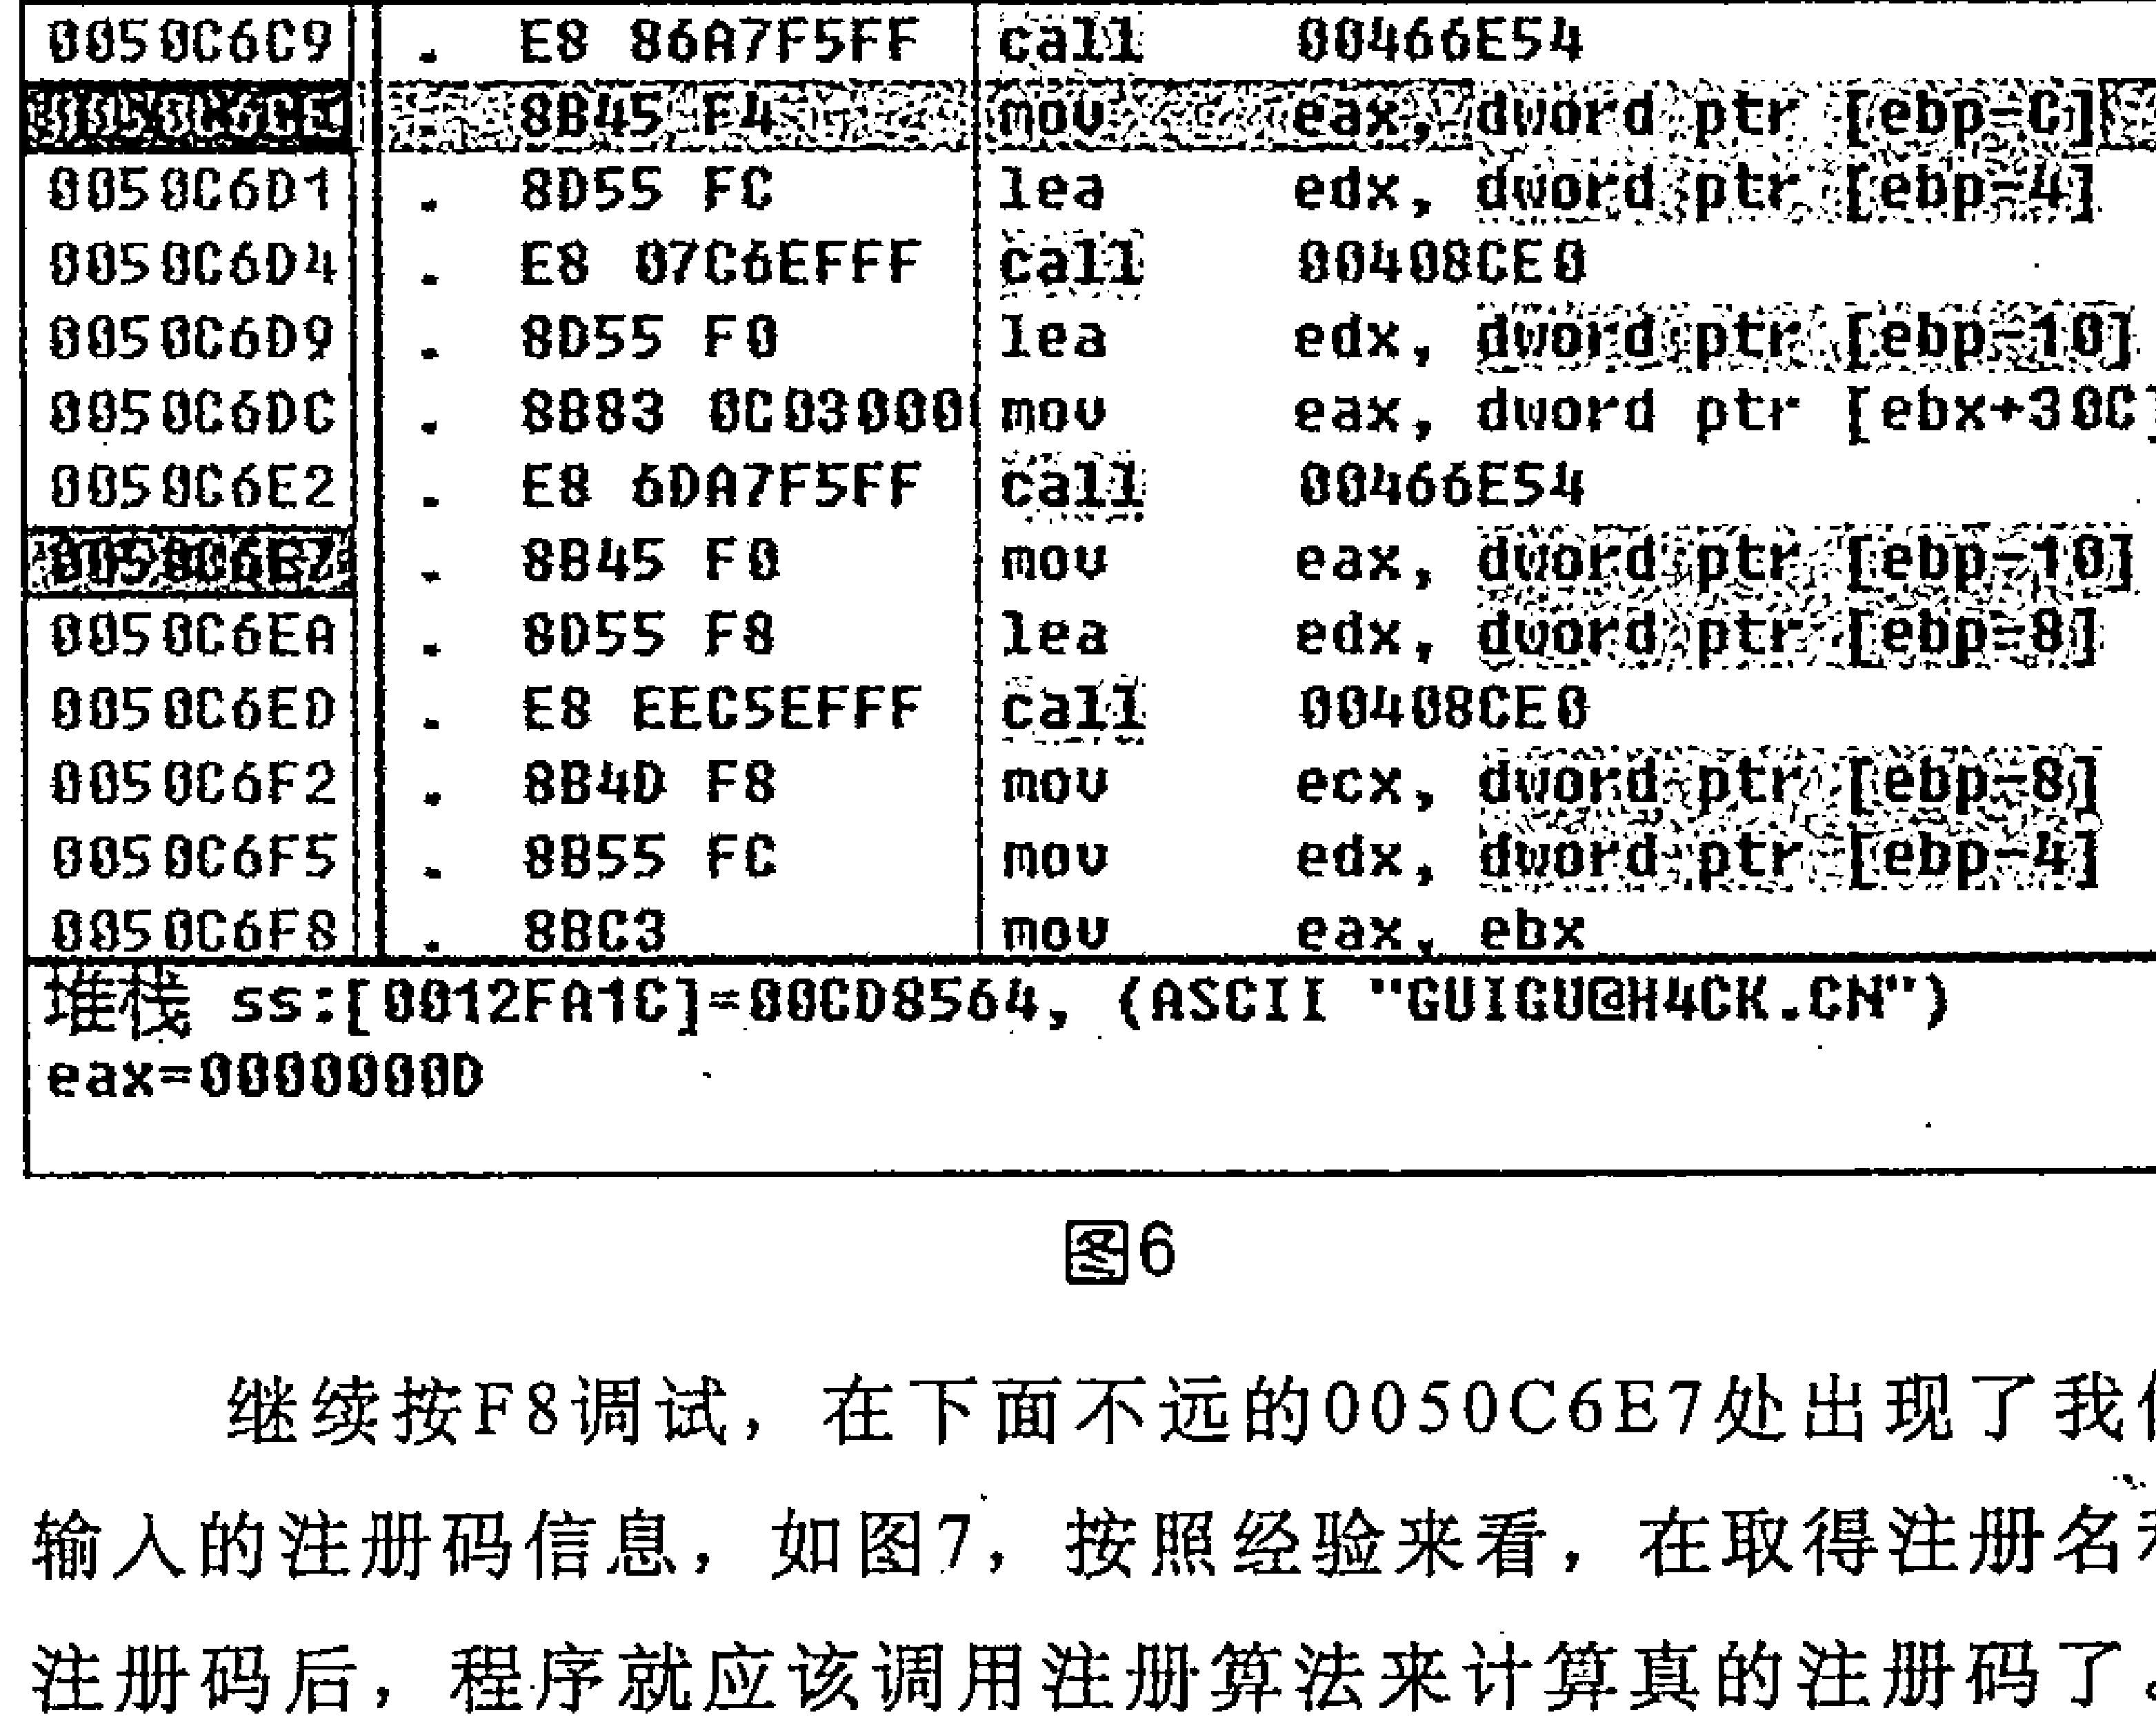 0050C6C9 . E8 86A7F5FF call 00466E54
0050C6CE . 8B45 F4 mov eax, dword ptr [ebp-C]
0050C6D1 . 8D55 FC lea edx, dword ptr [ebp-4]
0050C6D4 . E8 07C6EFFF call 00408CE0
0050C6D9 . 8D55 F0 lea edx, dword ptr [ebp-10]
0050C6DC . 8B83 0C03000 mov eax, dword ptr [ebx+30C]
0050C6E2 . E8 6DA7F5FF call 00466E54
0050C6E7 . 8B45 F0 mov eax, dword ptr [ebp-10]
0050C6EA . 8D55 F8 lea edx, dword ptr [ebp-8]
0050C6ED . E8 EEC5EFFF call 00408CE0
0050C6F2 . 8B4D F8 mov ecx, dword ptr [ebp-8]
0050C6F5 . 8B55 FC mov edx, dword ptr [ebp-4]
0050C6F8 . 8BC3 mov eax, ebx
堆栈 ss:[0012FA1C]=00CD8564, (ASCII "GUIGU@H4CK.CN")
eax=0000000D
图6
继续按F8调试，在下面不远的0050C6E7处出现了我
输入的注册码信息，如图7，按照经验来看，在取得注册名
注册码后，程序就应该调用注册算法来计算真的注册码了。